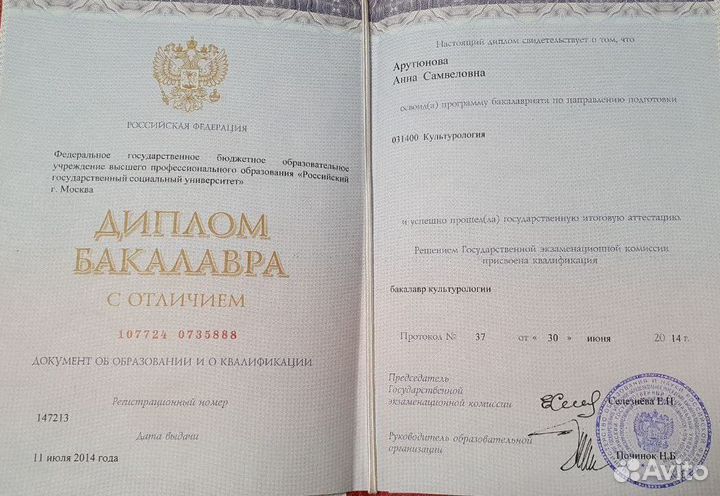 РОССИЙСКАЯ ФЕДЕРАЦИЯ
Федеральное государственное бюджетное образовательное
учреждение высшего профессионального образования «Российский
государственный социальный университет»
г. Москва
ДИПЛОМ
БАКАЛАВРА
С ОТЛИЧИЕМ
107724 0735888
ДОКУМЕНТ ОБ ОБРАЗОВАНИИ И О КВАЛИФИКАЦИИ
Регистрационный номер
147213
Дата выдачи
11 июля 2014 года
Настоящий диплом свидетельствует о том, что
Арутюнова
Анна Самвеловна
освоил(а) программу бакалавриата по направлению подготовки
031400 Культурология
и успешно прошел(ла) государственную итоговую аттестацию.
Решением Государственной экзаменационной комиссии
присвоена квалификация
бакалавр культурологии
Протокол № 37 от « 30 » июня 2014 г.
Председатель
Государственной
экзаменационной комиссии Селезнева Е.Н.
Руководитель образовательной
организации Починок Н.Б.
Avito